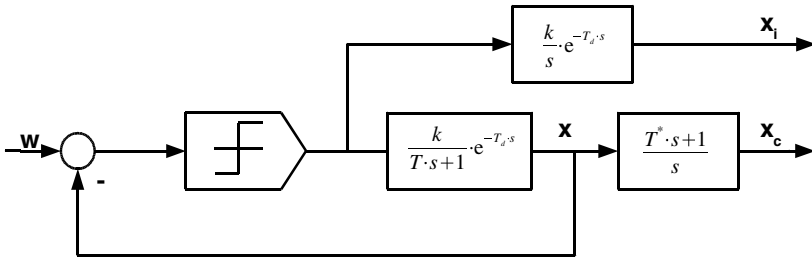 k/s · e^{-T_d·s}
x_i
w
-
k/(T·s+1) · e^{-T_d·s}
x
(T^*·s+1)/s
x_c